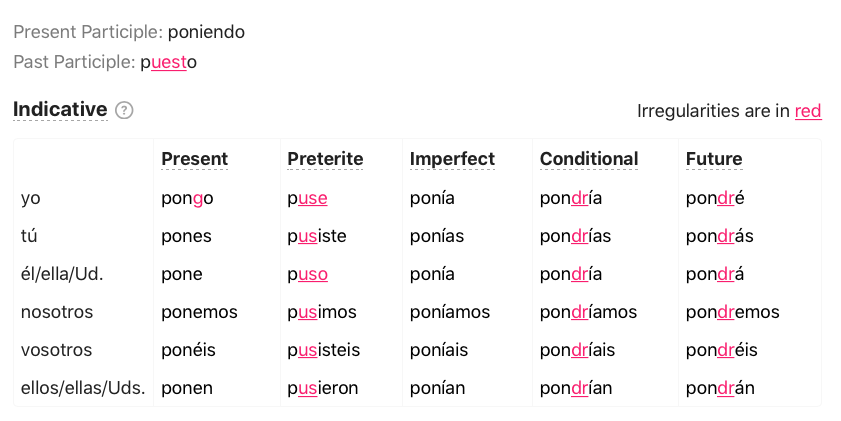 Present Participle: poniendo
Past Participle: puesto
Indicative ?
Irregularities are in red
Present Preterite Imperfect Conditional Future
yo pongo puse ponía pondría pondré
tú pones pusiste ponías pondrías pondrás
él/ella/Ud. pone puso ponía pondría pondrá
nosotros ponemos pusimos poníamos pondríamos pondremos
vosotros ponéis pusisteis poníais pondríais pondréis
ellos/ellas/Uds. ponen pusieron ponían pondrían pondrán